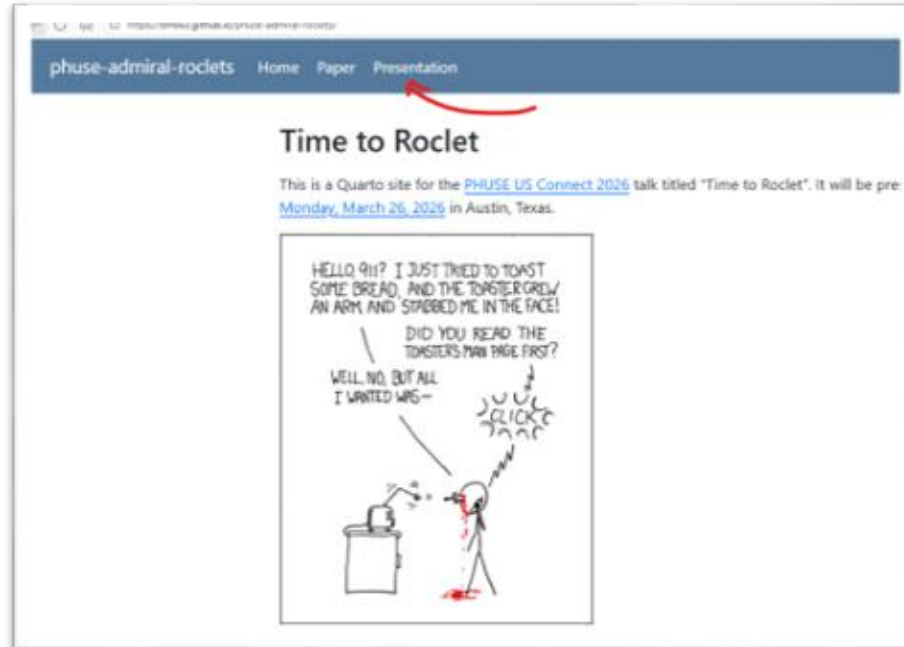 phuse-admiral-roclets Home Paper Presentation
Time to Roclet
This is a Quarto site for the PHUSE US Connect 2026 talk titled "Time to Roclet". It will be pre
Monday, March 26, 2026 in Austin, Texas.
HELLO, 911? I JUST TRIED TO TOAST
SOME BREAD, AND THE TOASTER GREW
AN ARM AND STABBED ME IN THE FACE!
DID YOU READ THE
TOASTER'S MAN PAGE FIRST?
WELL, NO, BUT ALL
I WANTED WAS—
CLICK